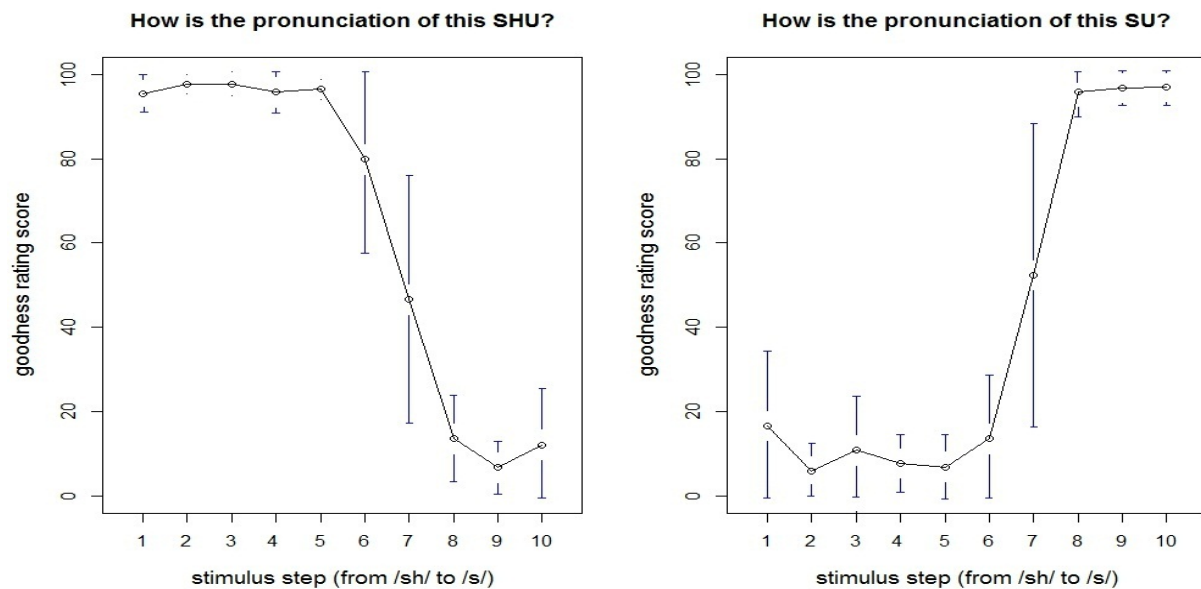 How is the pronunciation of this SHU?
100
80
60
40
20
0
goodness rating score
1 2 3 4 5 6 7 8 9 10
stimulus step (from /sh/ to /s/)
How is the pronunciation of this SU?
100
80
60
40
20
0
goodness rating score
1 2 3 4 5 6 7 8 9 10
stimulus step (from /sh/ to /s/)